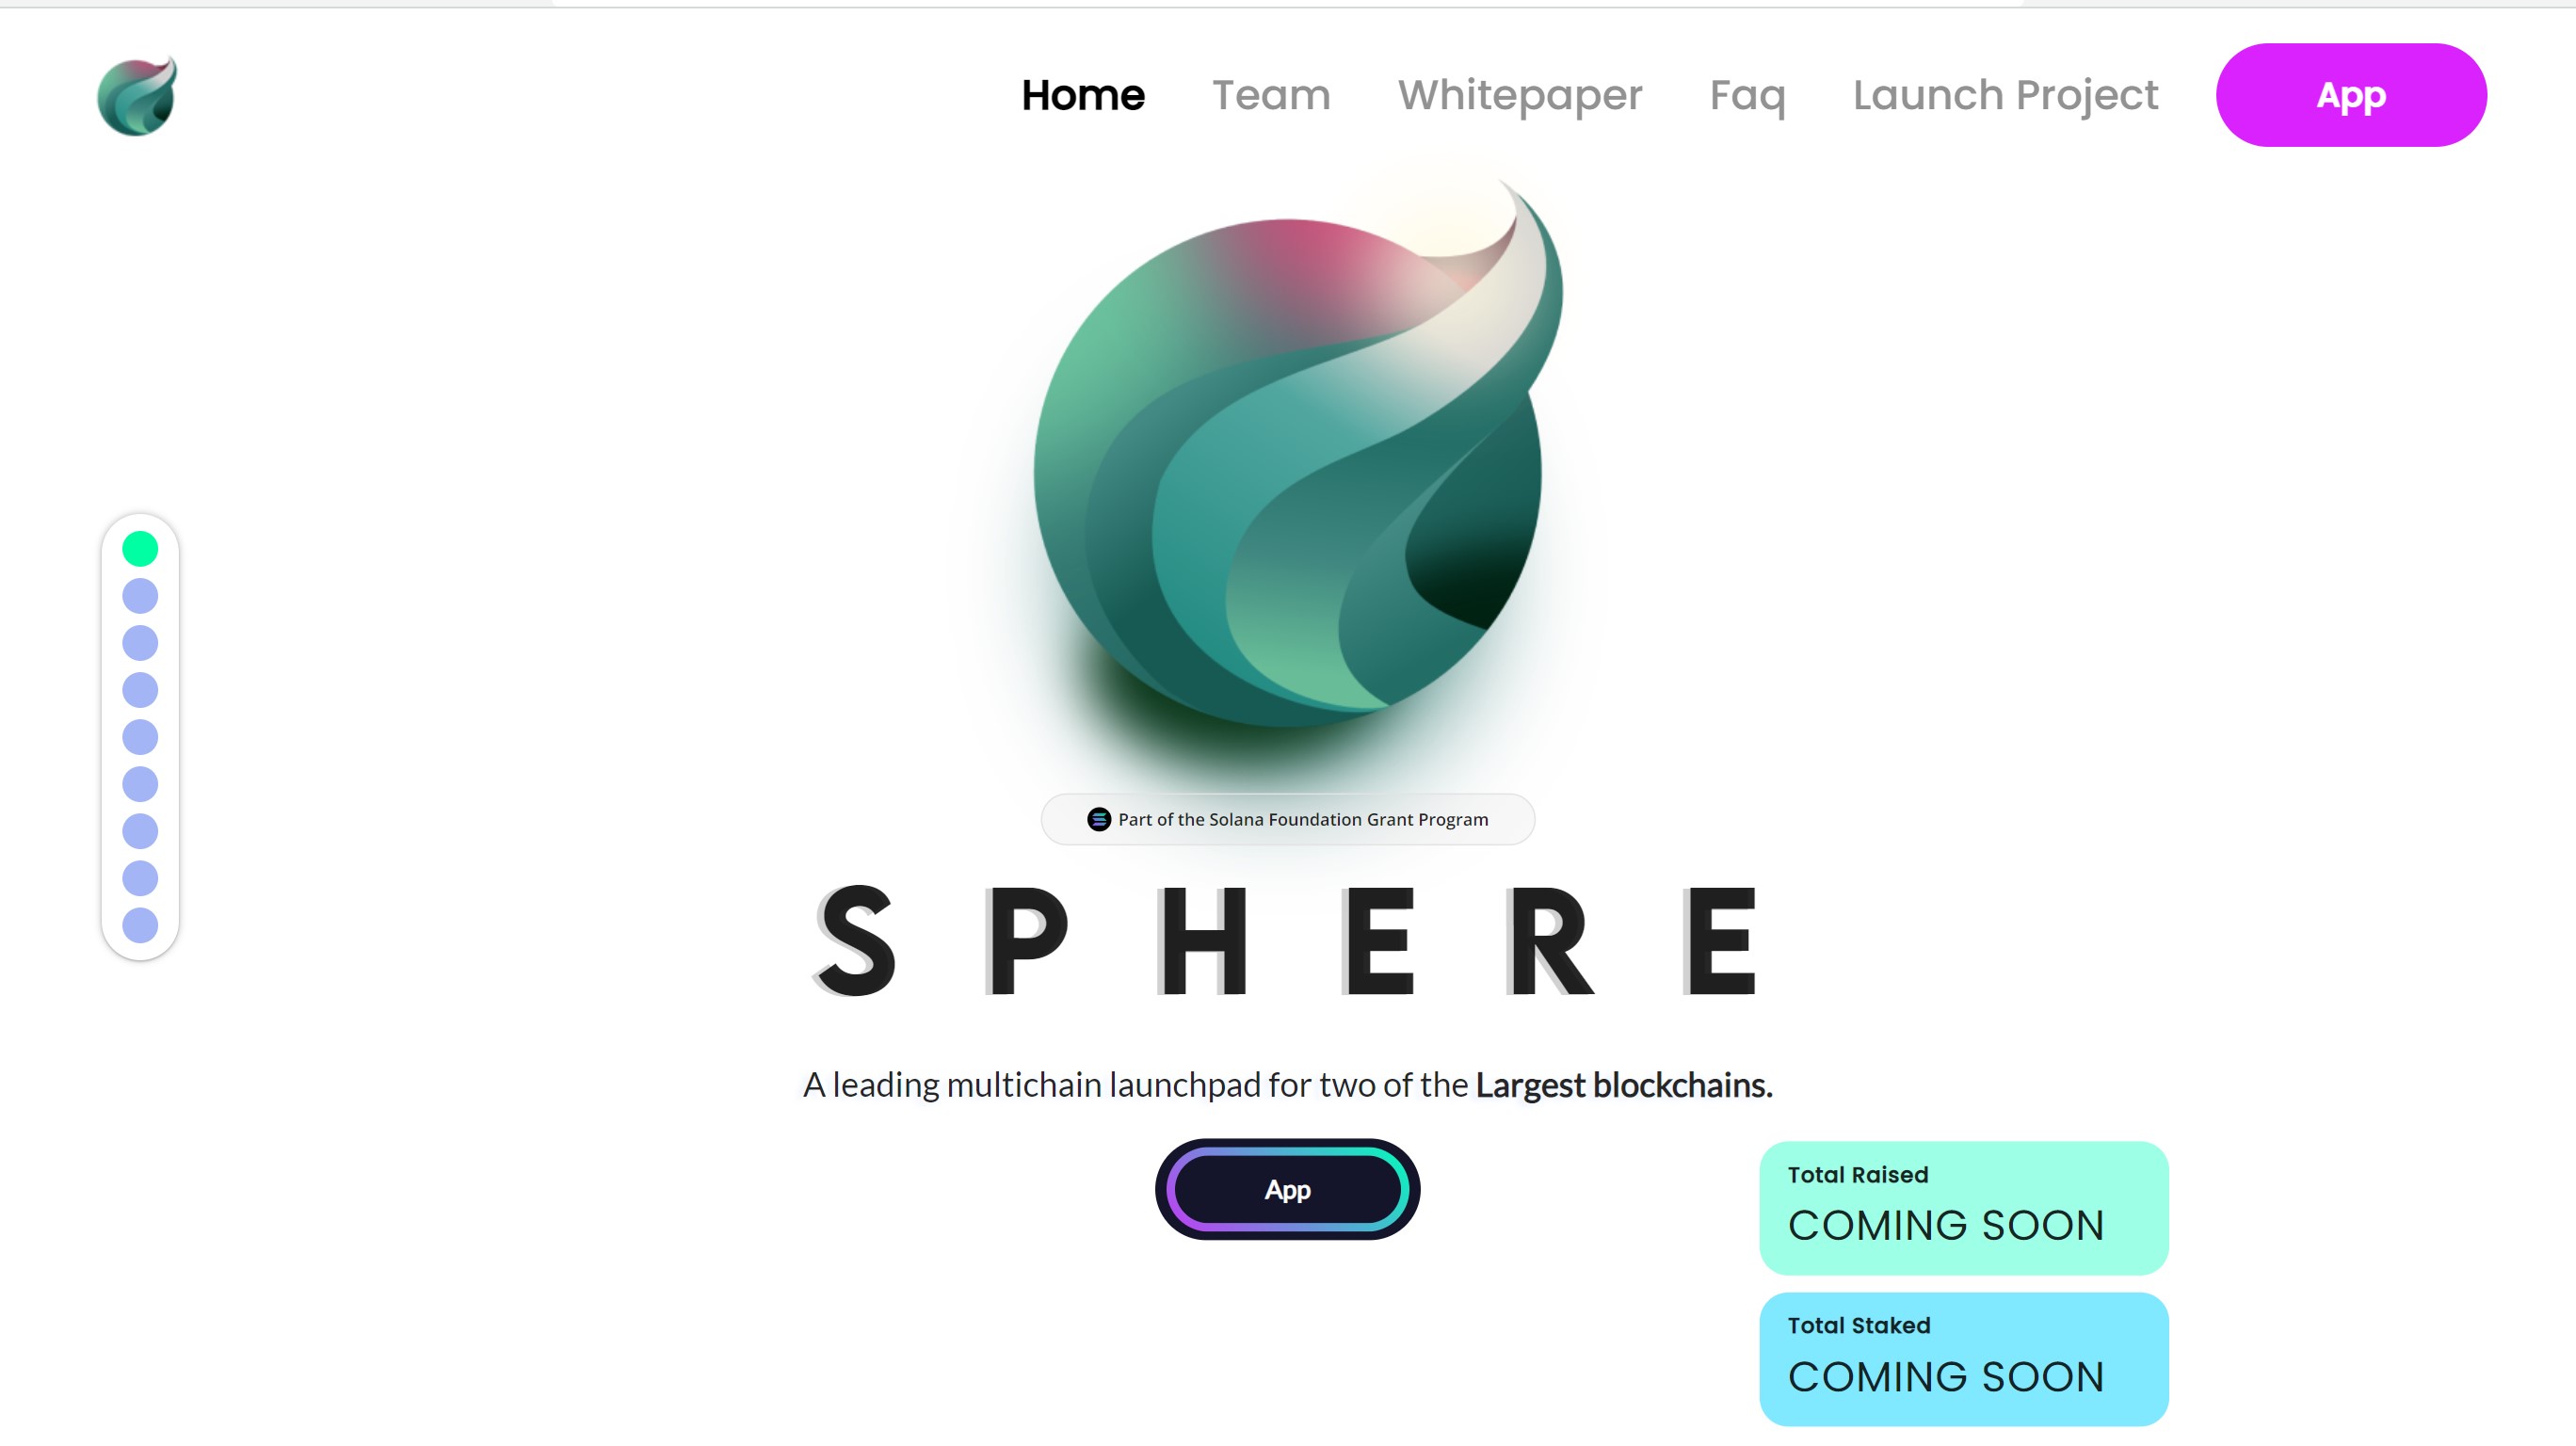 Home Team Whitepaper Faq Launch Project App
Part of the Solana Foundation Grant Program
SPHERE
A leading multichain launchpad for two of the Largest blockchains.
App
Total Raised
COMING SOON
Total Staked
COMING SOON